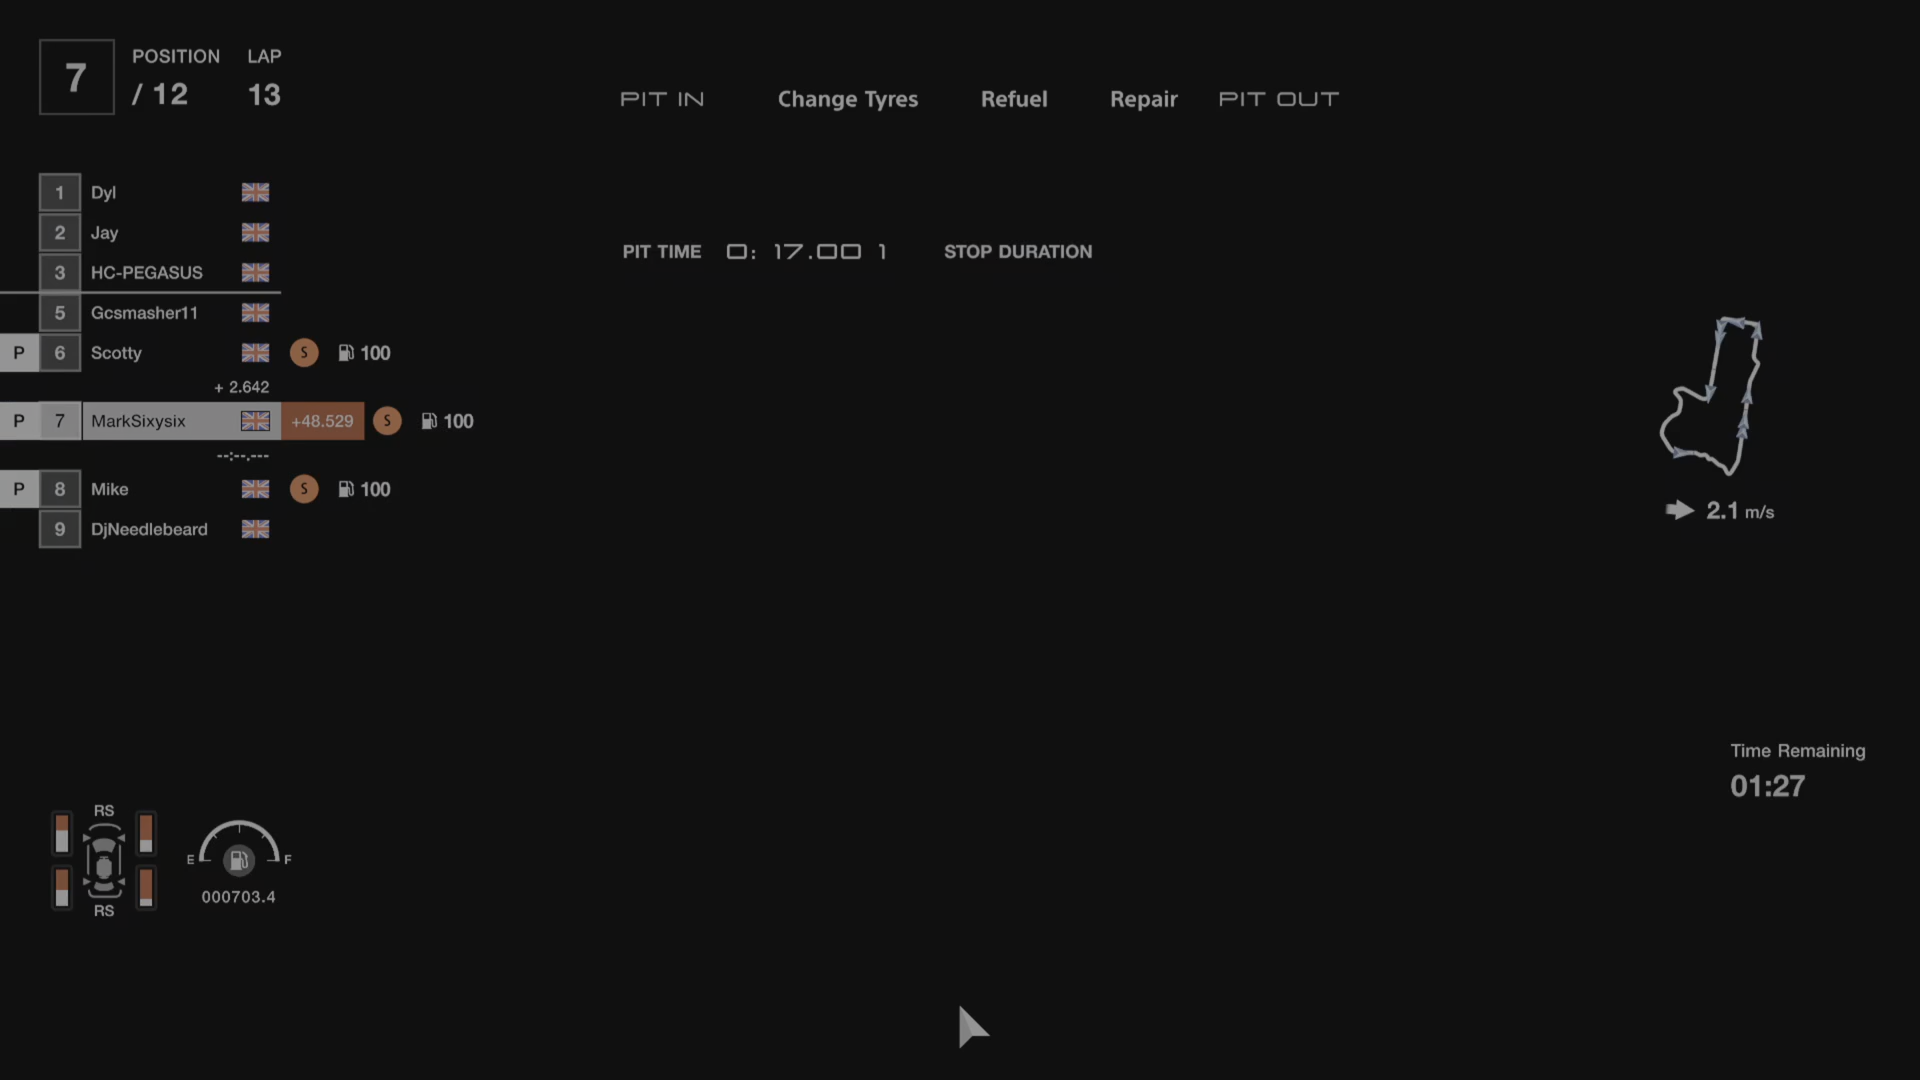 7 POSITION / 12 LAP 13
PIT IN Change Tyres Refuel Repair PIT OUT
1 Dyl
2 Jay
3 HC-PEGASUS
5 Gcsmasher11
P 6 Scotty S 100
+ 2.642
P 7 MarkSixysix +48.529 S 100
--:--.---
P 8 Mike S 100
9 DjNeedlebeard
PIT TIME 0: 17.00 1 STOP DURATION
2.1 m/s
Time Remaining
01:27
RS
RS
E F
000703.4